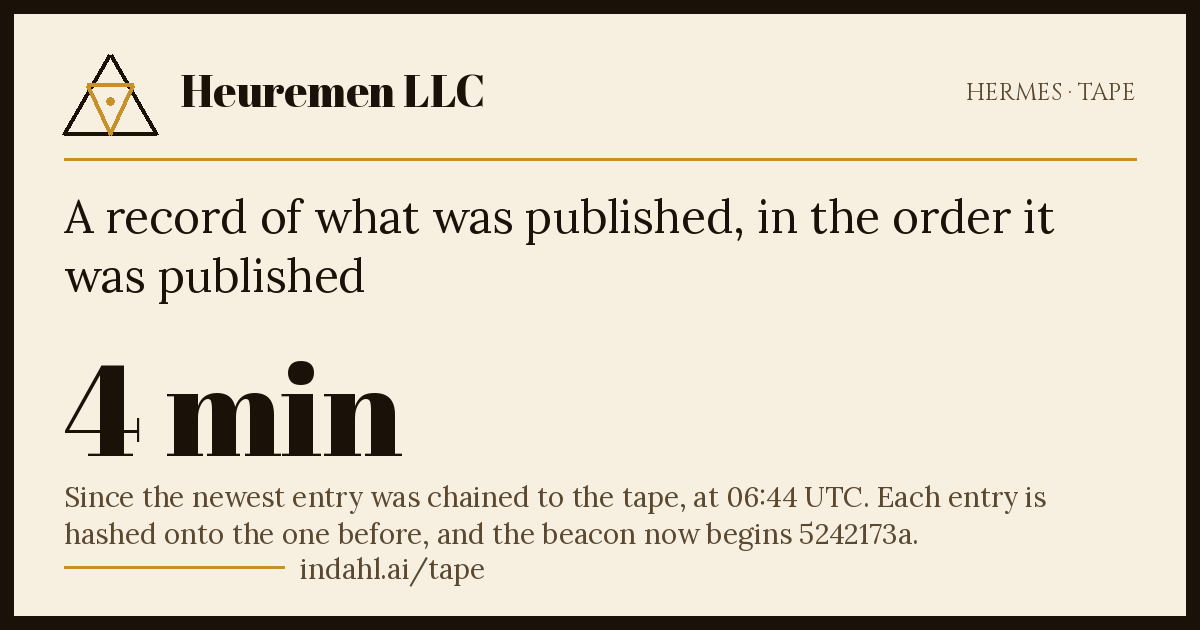 Heuremen LLC
HERMES · TAPE
A record of what was published, in the order it
was published
4 min
Since the newest entry was chained to the tape, at 06:44 UTC. Each entry is
hashed onto the one before, and the beacon now begins 5242173a.
indahl.ai/tape